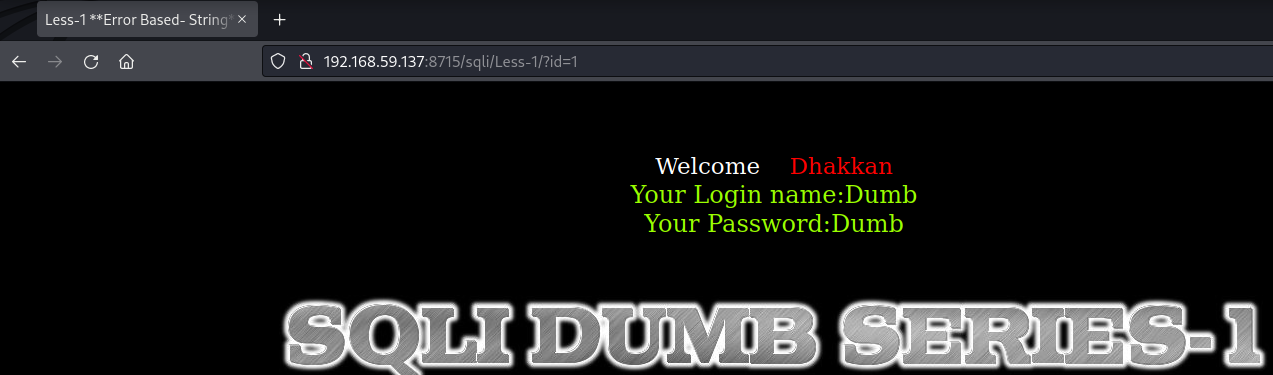 Less-1 **Error Based- String*
192.168.59.137:8715/sqli/Less-1/?id=1
Welcome Dhakkan
Your Login name:Dumb
Your Password:Dumb
SQLI DUMB SERIES-1